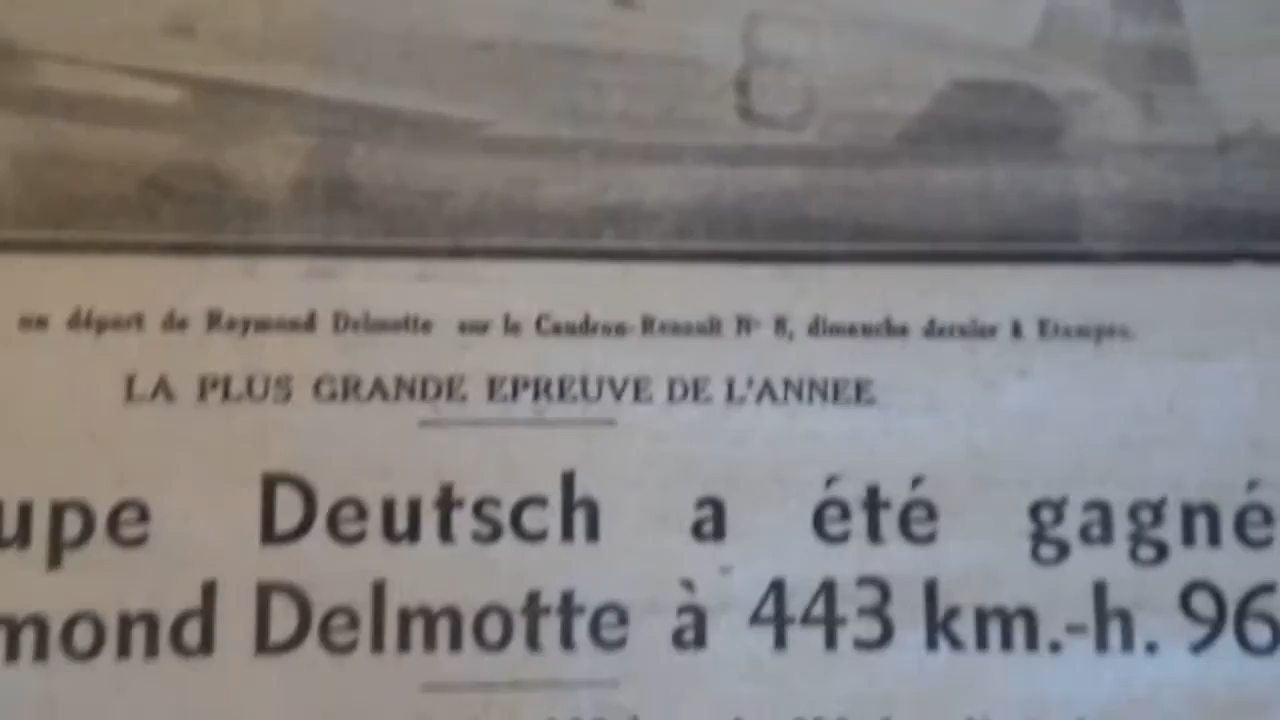 un départ de Raymond Delmotte sur le Caudron-Renault N° 8, dimanche dernier à Etampes.
LA PLUS GRANDE EPREUVE DE L'ANNEE
upe Deutsch a été gagné
mond Delmotte à 443 km.-h. 96